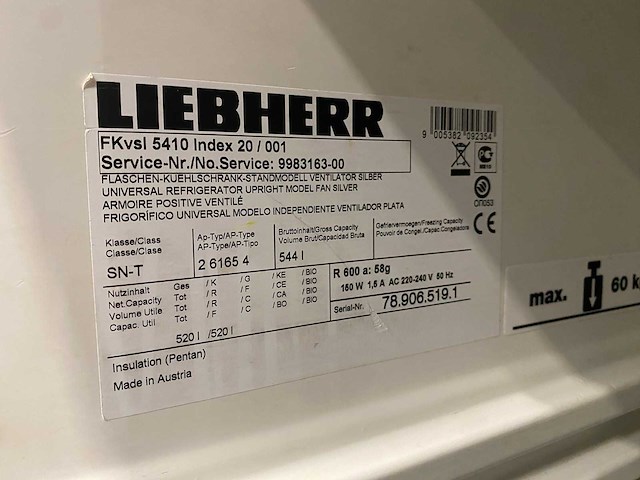 LIEBHERR
9 005382 092354
FKvsl 5410 Index 20 / 001
Service-Nr./No.Service: 9983163-00
FLASCHEN-KUEHLSCHRANK-STANDMODELL VENTILATOR SILBER
UNIVERSAL REFRIGERATOR UPRIGHT MODEL FAN SILVER
ARMOIRE POSITIVE VENTILÉ
FRIGORÍFICO UNIVERSAL MODELO INDEPENDIENTE VENTILADOR PLATA
Klasse/Class
Classe/Clase
SN-T
Ap-Typ/AP-Type
AP-Type/AP-Tipo
2 6165 4
Bruttoinhalt/Gross Capacity
Volume Brut/Capacidad Bruta
544 l
Gefriervermoegen/Freezing Capacity
Pouvoir de Congel./Cap.Congeladora
CE
Nutzinhalt Ges / K / G / KE / BIO
Net.Capacity Tot / R / F / CE / BIO
Volume Utile Tot / R / C / CA / BIO
Capac. Util Tot / F / C / BO / BIO
520 l /520 l
R 600 a: 58g
150 W 1,5 A AC 220-240 V 50 Hz
Serial-Nr. 78.906.519.1
Insulation (Pentan)
Made in Austria
max. 60 k